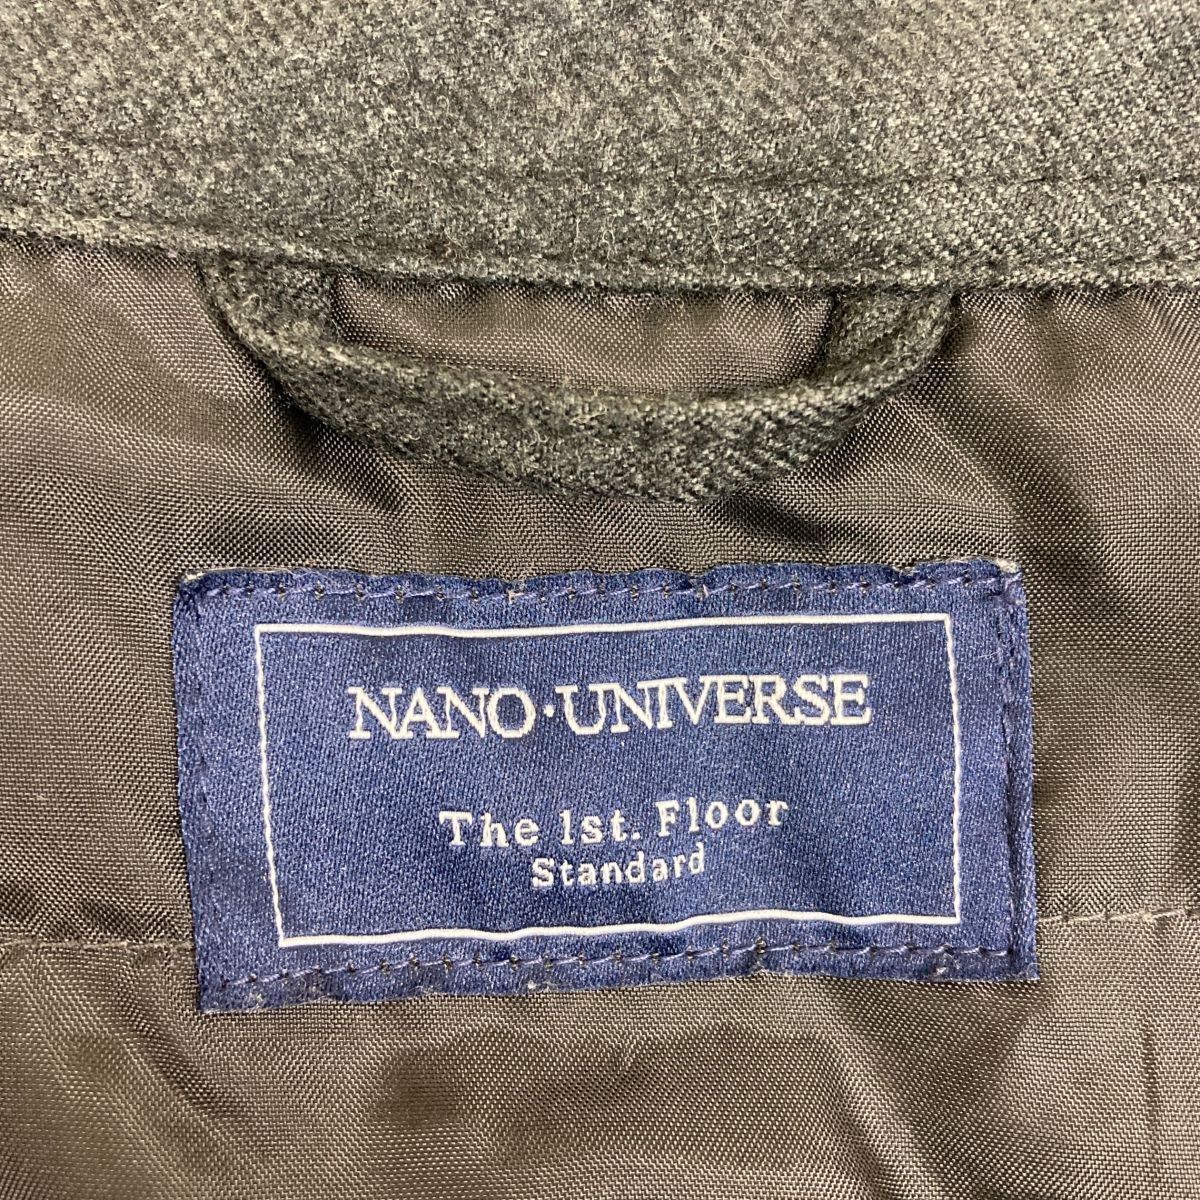 NANO·UNIVERSE
The 1st. Floor
Standard